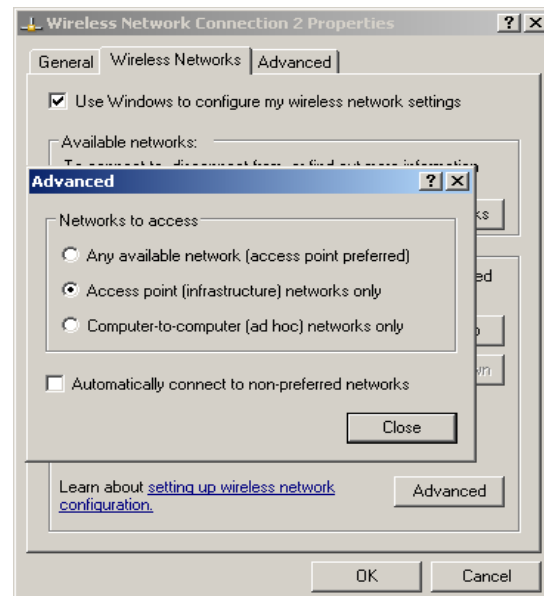 Wireless Network Connection 2 Properties
General Wireless Networks Advanced
Use Windows to configure my wireless network settings
Available networks:
Advanced
Networks to access
Any available network (access point preferred)
Access point (infrastructure) networks only
Computer-to-computer (ad hoc) networks only
Automatically connect to non-preferred networks
Close
Learn about setting up wireless network
configuration.
Advanced
OK Cancel